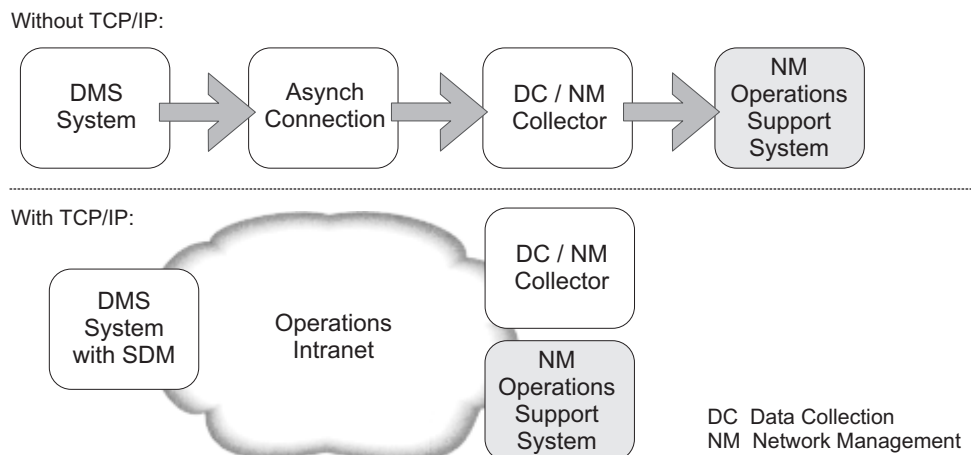 Without TCP/IP:
DMS
System
Asynch
Connection
DC / NM
Collector
NM
Operations
Support
System
With TCP/IP:
DMS
System
with SDM
Operations
Intranet
DC / NM
Collector
NM
Operations
Support
System
DC Data Collection
NM Network Management